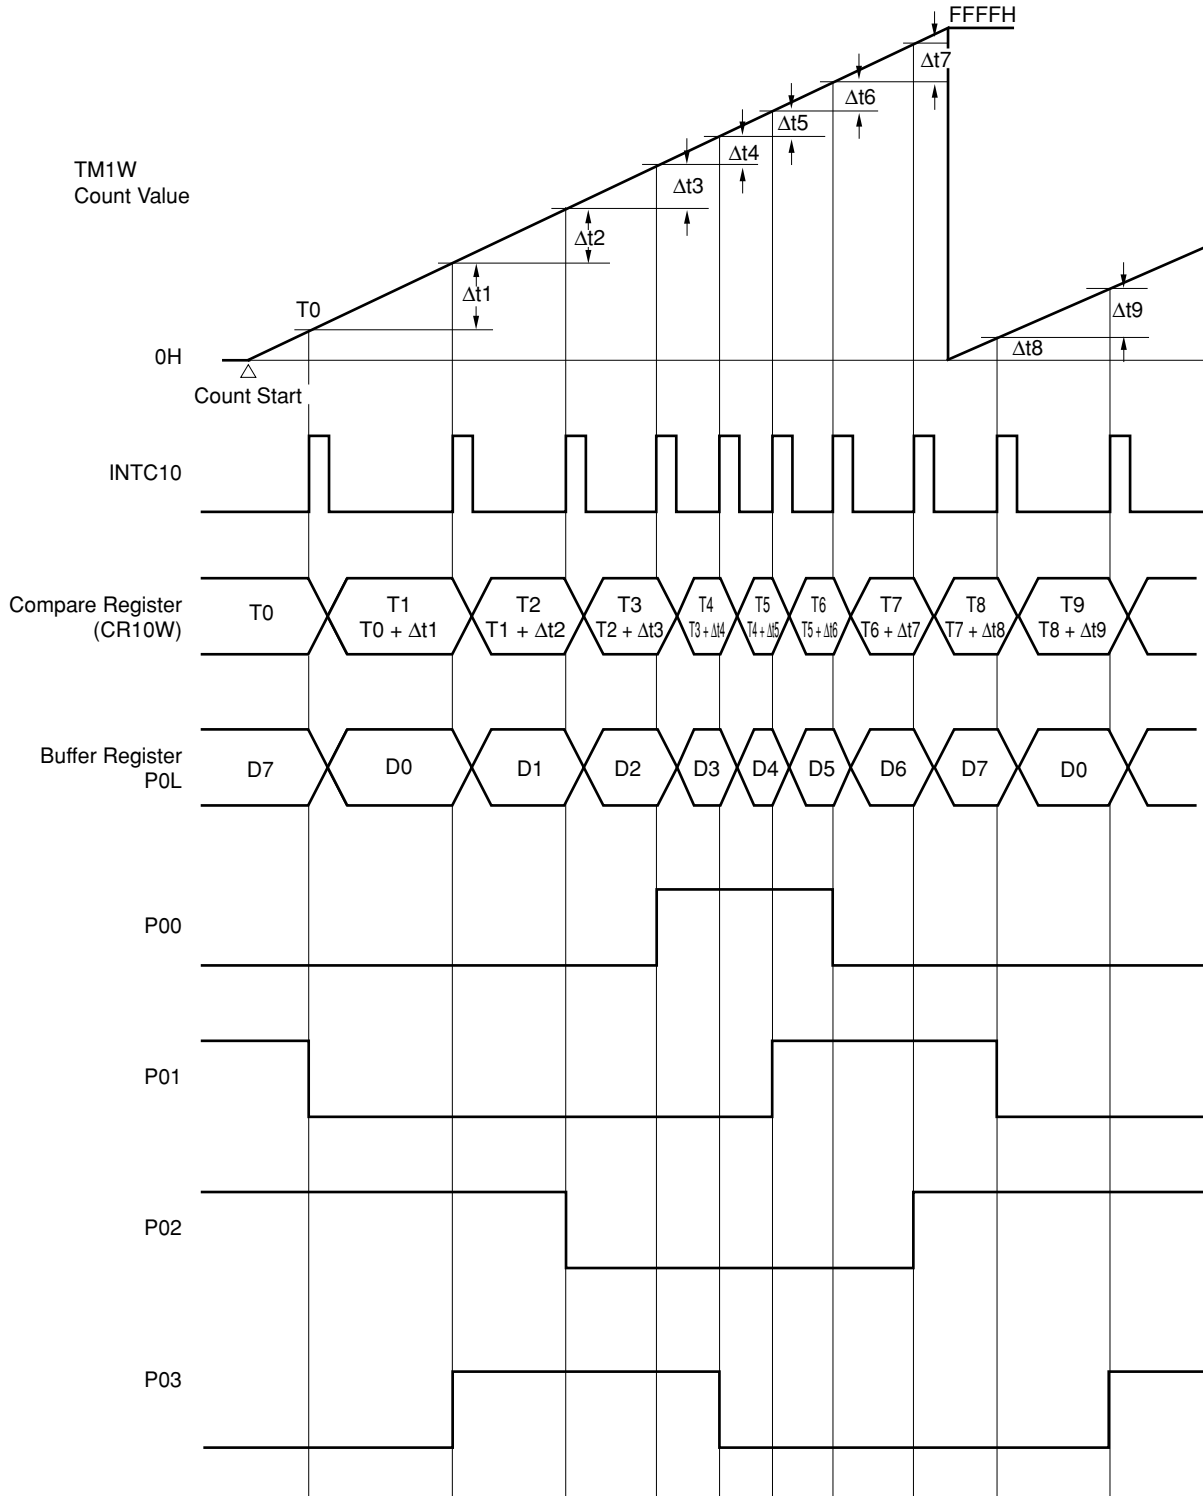 FFFFH
Δt7
Δt6
Δt5
Δt4
TM1W
Count Value
Δt3
Δt2
Δt1
T0
Δt9
0H
Δt8
Count Start
INTC10
Compare Register
(CR10W)
T0
T1
T0 + Δt1
T2
T1 + Δt2
T3
T2 + Δt3
T4
T3 + Δt4
T5
T4 + Δt5
T6
T5 + Δt6
T7
T6 + Δt7
T8
T7 + Δt8
T9
T8 + Δt9
Buffer Register
P0L
D7
D0
D1
D2
D3
D4
D5
D6
D7
D0
P00
P01
P02
P03